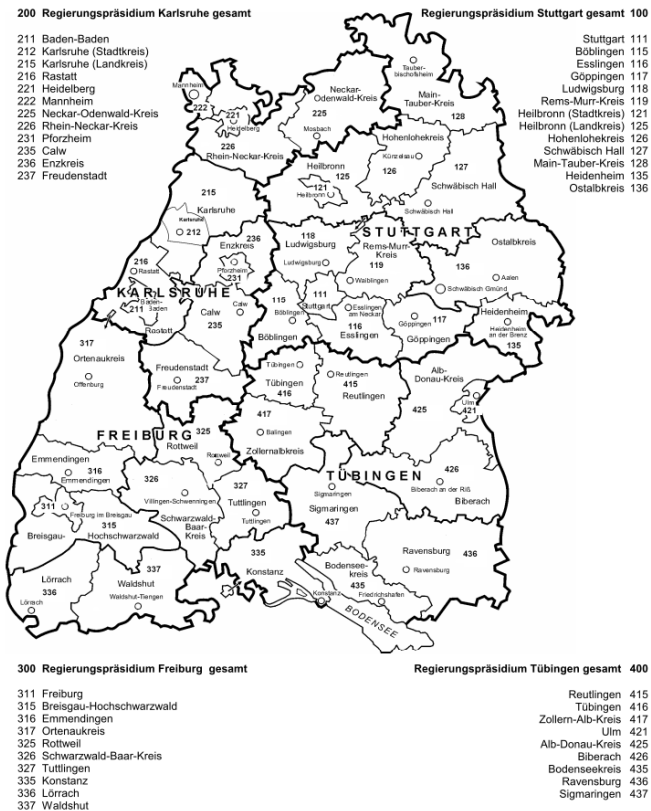 200 Regierungspräsidium Karlsruhe gesamt
211 Baden-Baden
212 Karlsruhe (Stadtkreis)
215 Karlsruhe (Landkreis)
216 Rastatt
221 Heidelberg
222 Mannheim
225 Neckar-Odenwald-Kreis
226 Rhein-Neckar-Kreis
231 Pforzheim
235 Calw
236 Enzkreis
237 Freudenstadt
Regierungspräsidium Stuttgart gesamt 100
Stuttgart 111
Böblingen 115
Esslingen 116
Göppingen 117
Ludwigsburg 118
Rems-Murr-Kreis 119
Heilbronn (Stadtkreis) 121
Heilbronn (Landkreis) 125
Hohenlohekreis 126
Schwäbisch Hall 127
Main-Tauber-Kreis 128
Heidenheim 135
Ostalbkreis 136
Tauber-
bischofsheim
Main-
Tauber-Kreis
128
Mannheim
222
221
Heidelberg
226
Rhein-Neckar-Kreis
Neckar-
Odenwald-Kreis
225
Mosbach
Hohenlohekreis
Künzelsau
126
127
Schwäbisch Hall
Schwäbisch Hall
Heilbronn
125
121
Heilbronn
215
Karlsruhe
Karlsruhe
212
236
Enzkreis
Pforzheim
231
118
Ludwigsburg
Ludwigsburg
STUTTGART
Rems-Murr-
Kreis
119
Waiblingen
Ostalbkreis
136
Aalen
Schwäbisch Gmünd
216
Rastatt
KARLSRUHE
Baden-
Baden
211
Rastatt
Calw
Calw
235
115
Böblingen
Böblingen
111
Stuttgart
Esslingen
am Neckar
116
Esslingen
117
Göppingen
Göppingen
Heidenheim
Heidenheim
an der Brenz
135
317
Ortenaukreis
Offenburg
Freudenstadt
237
Freudenstadt
Tübingen
Tübingen
416
Reutlingen
415
Reutlingen
Alb-
Donau-Kreis
425
Ulm
421
FREIBURG
325
Rottweil
Rottweil
417
Balingen
Zollernalbkreis
Emmendingen
316
Emmendingen
326
Villingen-Schwenningen
Schwarzwald-
Baar-
Kreis
327
Tuttlingen
Tuttlingen
TÜBINGEN
Sigmaringen
Sigmaringen
437
426
Biberach an der Riß
Biberach
311
Freiburg im Breisgau
315
Breisgau-
Hochschwarzwald
Lörrach
336
Lörrach
337
Waldshut
Waldshut-Tiengen
335
Konstanz
Konstanz
Bodensee-
kreis
435
Friedrichshafen
Ravensburg
436
Ravensburg
BODENSEE
300 Regierungspräsidium Freiburg gesamt
311 Freiburg
315 Breisgau-Hochschwarzwald
316 Emmendingen
317 Ortenaukreis
325 Rottweil
326 Schwarzwald-Baar-Kreis
327 Tuttlingen
335 Konstanz
336 Lörrach
337 Waldshut
Regierungspräsidium Tübingen gesamt 400
Reutlingen 415
Tübingen 416
Zollern-Alb-Kreis 417
Ulm 421
Alb-Donau-Kreis 425
Biberach 426
Bodenseekreis 435
Ravensburg 436
Sigmaringen 437